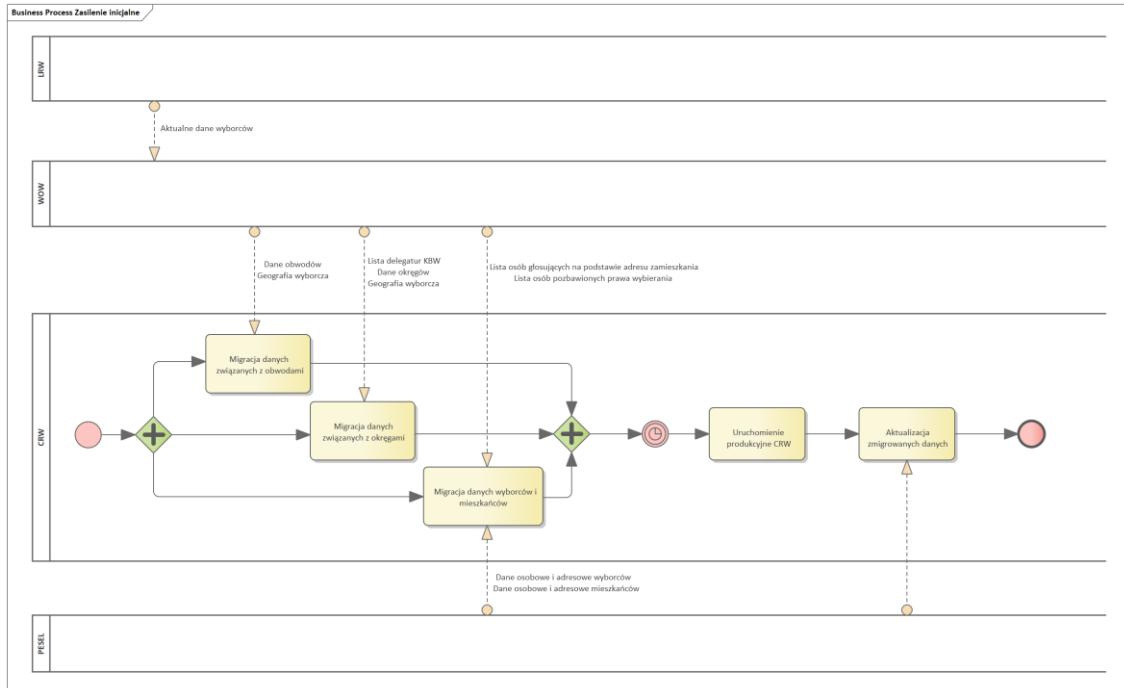 Business Process Zasilenie inicjalne
LRW
Aktualne dane wyborców
WOW
Dane obwodów
Geografia wyborcza
Lista delegatur KBW
Dane okręgów
Geografia wyborcza
Lista osób głosujących na podstawie adresu zamieszkania
Lista osób pozbawionych prawa wybierania
CRW
Migracja danych
związanych z obwodami
Migracja danych
związanych z okręgami
Migracja danych wyborców i
mieszkańców
Uruchomienie
produkcyjne CRW
Aktualizacja
zmigrowanych danych
Dane osobowe i adresowe wyborców
Dane osobowe i adresowe mieszkańców
PESEL